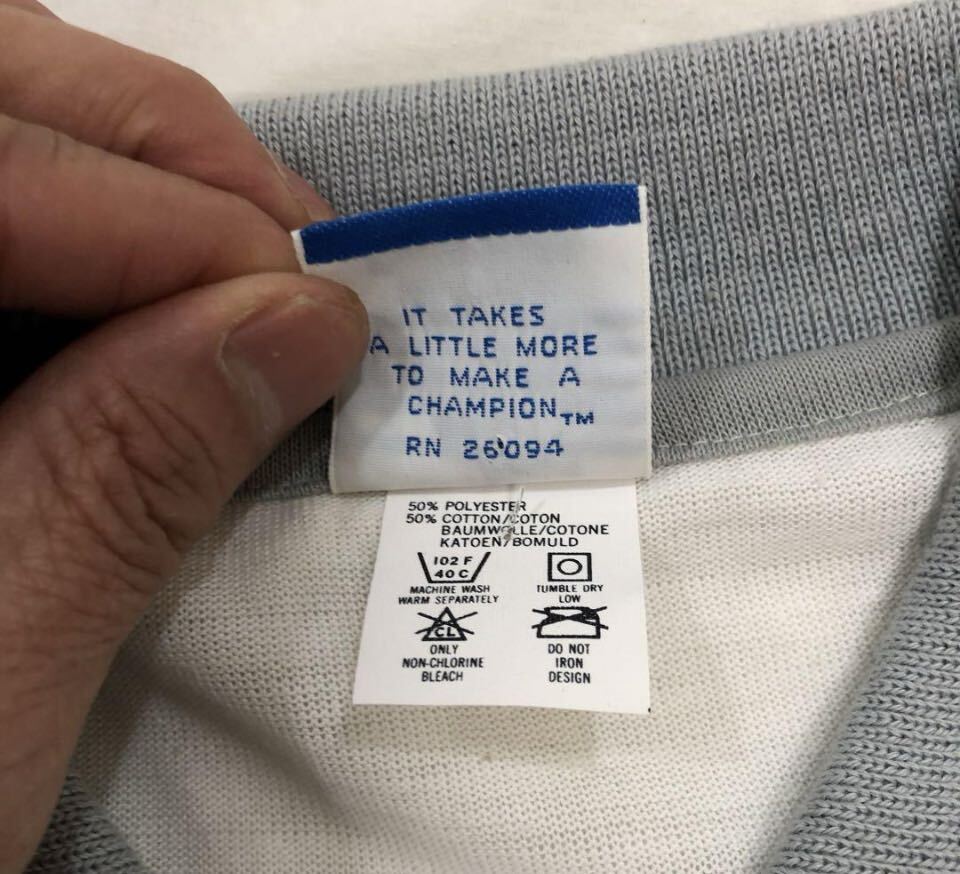 IT TAKES
A LITTLE MORE
TO MAKE A
CHAMPION™
RN 26094
50% POLYESTER
50% COTTON/COTON
BAUMWOLLE/COTONE
KATOEN/BOMULD
102 F
40 C
MACHINE WASH
WARM SEPARATELY
TUMBLE DRY
LOW
CL
ONLY
NON-CHLORINE
BLEACH
DO NOT
IRON
DESIGN